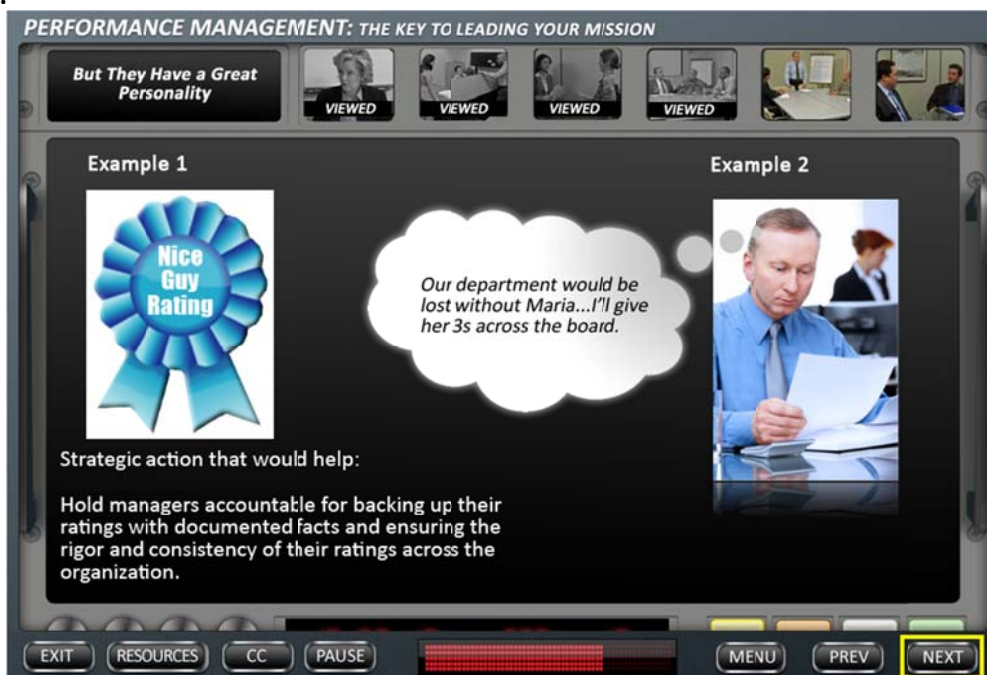 PERFORMANCE MANAGEMENT: THE KEY TO LEADING YOUR MISSION
But They Have a Great
Personality
VIEWED
VIEWED
VIEWED
VIEWED
Example 1
Example 2
Nice
Guy
Rating
Our department would be
lost without Maria...I'll give
her 3s across the board.
Strategic action that would help:
Hold managers accountable for backing up their
ratings with documented facts and ensuring the
rigor and consistency of their ratings across the
organization.
EXIT
RESOURCES
CC
PAUSE
MENU
PREV
NEXT